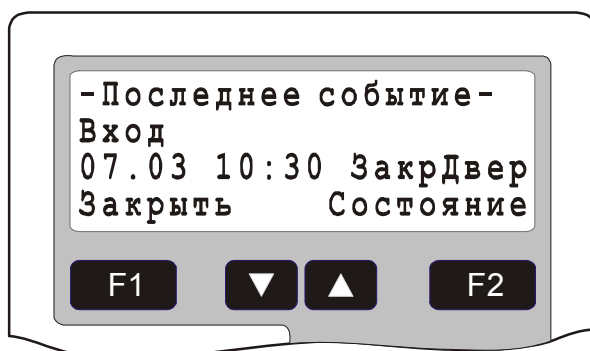 -Последнее событие-
Вход
07.03 10:30 ЗакрДвер
Закрыть Состояние
F1 ▼ ▲ F2